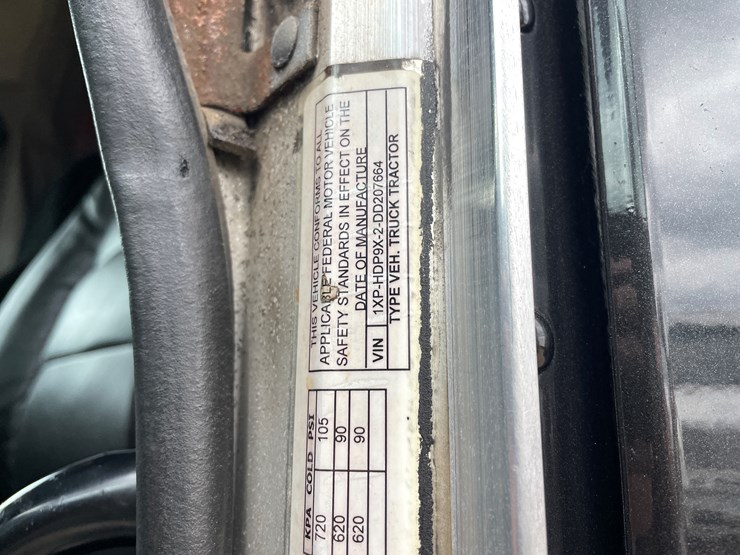 THIS VEHICLE CONFORMS TO ALL
APPLICABLE FEDERAL MOTOR VEHICLE
SAFETY STANDARDS IN EFFECT ON THE
DATE OF MANUFACTURE
VIN 1XP-HDP9X-2-DD207664
TYPE VEH. TRUCK TRACTOR
KPA COLD PSI
720 105
620 90
620 90